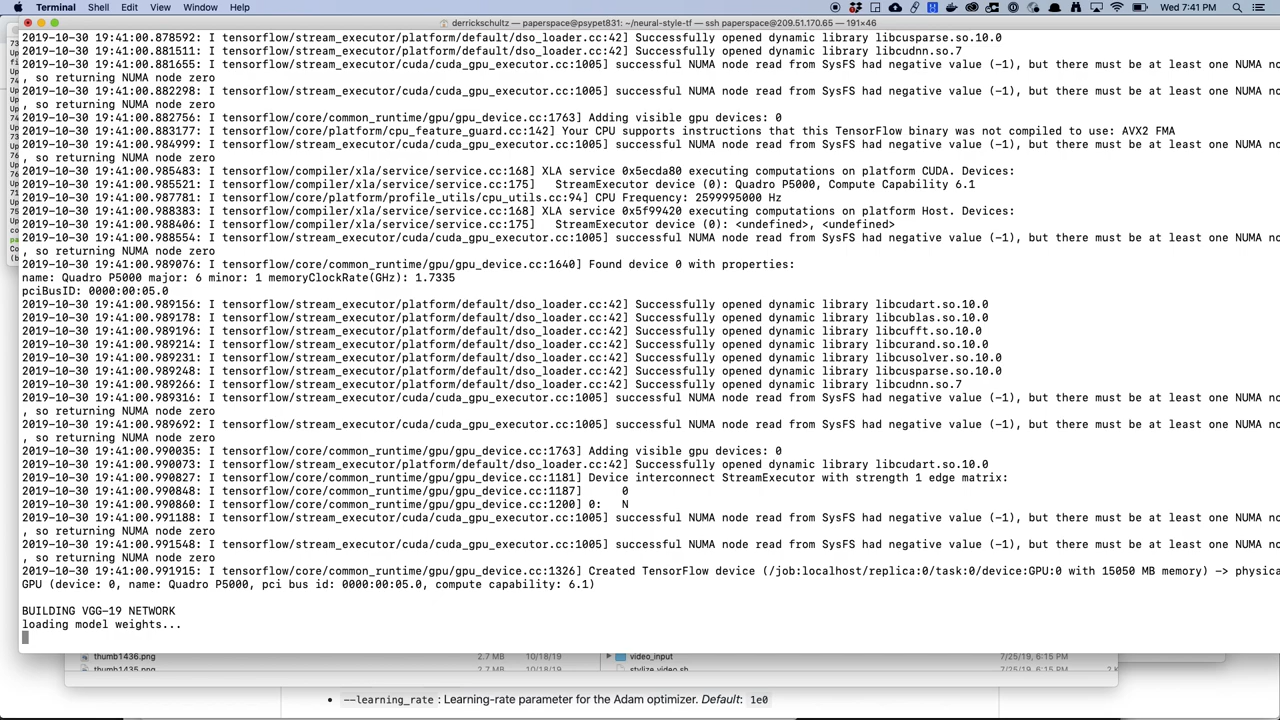 Terminal Shell Edit View Window Help Wed 7:41 PM
derrickschultz — paperspace@psypet831: ~/neural-style-tf — ssh paperspace@209.51.170.65 — 191×46
2019-10-30 19:41:00.878592: I tensorflow/stream_executor/platform/default/dso_loader.cc:42] Successfully opened dynamic library libcusparse.so.10.0
2019-10-30 19:41:00.881511: I tensorflow/stream_executor/platform/default/dso_loader.cc:42] Successfully opened dynamic library libcudnn.so.7
2019-10-30 19:41:00.881655: I tensorflow/stream_executor/cuda/cuda_gpu_executor.cc:1005] successful NUMA node read from SysFS had negative value (-1), but there must be at least one NUMA no
, so returning NUMA node zero
2019-10-30 19:41:00.882298: I tensorflow/stream_executor/cuda/cuda_gpu_executor.cc:1005] successful NUMA node read from SysFS had negative value (-1), but there must be at least one NUMA no
, so returning NUMA node zero
2019-10-30 19:41:00.882756: I tensorflow/core/common_runtime/gpu/gpu_device.cc:1763] Adding visible gpu devices: 0
2019-10-30 19:41:00.883177: I tensorflow/core/platform/cpu_feature_guard.cc:142] Your CPU supports instructions that this TensorFlow binary was not compiled to use: AVX2 FMA
2019-10-30 19:41:00.984999: I tensorflow/stream_executor/cuda/cuda_gpu_executor.cc:1005] successful NUMA node read from SysFS had negative value (-1), but there must be at least one NUMA no
, so returning NUMA node zero
2019-10-30 19:41:00.985483: I tensorflow/compiler/xla/service/service.cc:168] XLA service 0x5ecda80 executing computations on platform CUDA. Devices:
2019-10-30 19:41:00.985521: I tensorflow/compiler/xla/service/service.cc:175] StreamExecutor device (0): Quadro P5000, Compute Capability 6.1
2019-10-30 19:41:00.987781: I tensorflow/core/platform/profile_utils/cpu_utils.cc:94] CPU Frequency: 2599995000 Hz
2019-10-30 19:41:00.988383: I tensorflow/compiler/xla/service/service.cc:168] XLA service 0x5f99420 executing computations on platform Host. Devices:
2019-10-30 19:41:00.988406: I tensorflow/compiler/xla/service/service.cc:175] StreamExecutor device (0): <undefined>, <undefined>
2019-10-30 19:41:00.988554: I tensorflow/stream_executor/cuda/cuda_gpu_executor.cc:1005] successful NUMA node read from SysFS had negative value (-1), but there must be at least one NUMA no
, so returning NUMA node zero
2019-10-30 19:41:00.989076: I tensorflow/core/common_runtime/gpu/gpu_device.cc:1640] Found device 0 with properties:
name: Quadro P5000 major: 6 minor: 1 memoryClockRate(GHz): 1.7335
pciBusID: 0000:00:05.0
2019-10-30 19:41:00.989156: I tensorflow/stream_executor/platform/default/dso_loader.cc:42] Successfully opened dynamic library libcudart.so.10.0
2019-10-30 19:41:00.989178: I tensorflow/stream_executor/platform/default/dso_loader.cc:42] Successfully opened dynamic library libcublas.so.10.0
2019-10-30 19:41:00.989196: I tensorflow/stream_executor/platform/default/dso_loader.cc:42] Successfully opened dynamic library libcufft.so.10.0
2019-10-30 19:41:00.989214: I tensorflow/stream_executor/platform/default/dso_loader.cc:42] Successfully opened dynamic library libcurand.so.10.0
2019-10-30 19:41:00.989231: I tensorflow/stream_executor/platform/default/dso_loader.cc:42] Successfully opened dynamic library libcusolver.so.10.0
2019-10-30 19:41:00.989248: I tensorflow/stream_executor/platform/default/dso_loader.cc:42] Successfully opened dynamic library libcusparse.so.10.0
2019-10-30 19:41:00.989266: I tensorflow/stream_executor/platform/default/dso_loader.cc:42] Successfully opened dynamic library libcudnn.so.7
2019-10-30 19:41:00.989316: I tensorflow/stream_executor/cuda/cuda_gpu_executor.cc:1005] successful NUMA node read from SysFS had negative value (-1), but there must be at least one NUMA no
, so returning NUMA node zero
2019-10-30 19:41:00.989692: I tensorflow/stream_executor/cuda/cuda_gpu_executor.cc:1005] successful NUMA node read from SysFS had negative value (-1), but there must be at least one NUMA no
, so returning NUMA node zero
2019-10-30 19:41:00.990035: I tensorflow/core/common_runtime/gpu/gpu_device.cc:1763] Adding visible gpu devices: 0
2019-10-30 19:41:00.990073: I tensorflow/stream_executor/platform/default/dso_loader.cc:42] Successfully opened dynamic library libcudart.so.10.0
2019-10-30 19:41:00.990827: I tensorflow/core/common_runtime/gpu/gpu_device.cc:1181] Device interconnect StreamExecutor with strength 1 edge matrix:
2019-10-30 19:41:00.990848: I tensorflow/core/common_runtime/gpu/gpu_device.cc:1187] 0
2019-10-30 19:41:00.990860: I tensorflow/core/common_runtime/gpu/gpu_device.cc:1200] 0: N
2019-10-30 19:41:00.991188: I tensorflow/stream_executor/cuda/cuda_gpu_executor.cc:1005] successful NUMA node read from SysFS had negative value (-1), but there must be at least one NUMA no
, so returning NUMA node zero
2019-10-30 19:41:00.991548: I tensorflow/stream_executor/cuda/cuda_gpu_executor.cc:1005] successful NUMA node read from SysFS had negative value (-1), but there must be at least one NUMA no
, so returning NUMA node zero
2019-10-30 19:41:00.991915: I tensorflow/core/common_runtime/gpu/gpu_device.cc:1326] Created TensorFlow device (/job:localhost/replica:0/task:0/device:GPU:0 with 15050 MB memory) -> physica
GPU (device: 0, name: Quadro P5000, pci bus id: 0000:00:05.0, compute capability: 6.1)
BUILDING VGG-19 NETWORK
loading model weights...
thumb1436.png 2.7 MB 10/18/19 video_input 7/25/19, 6:15 PM
thumb1435.png 2.7 MB 10/18/19 stylize_video.sh 7/25/19, 6:15 PM 2
--learning_rate : Learning-rate parameter for the Adam optimizer. Default: 1e0